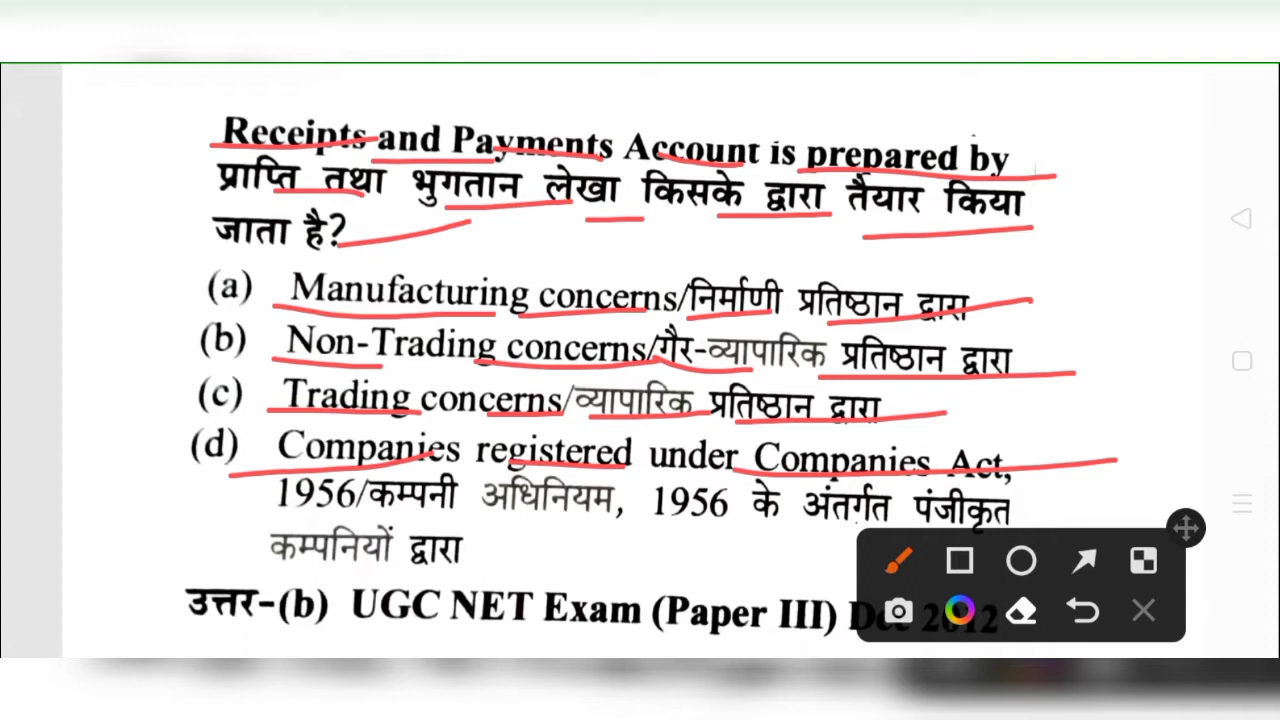 Receipts and Payments Account is prepared by
प्राप्ति तथा भुगतान लेखा किसके द्वारा तैयार किया
जाता है?
(a) Manufacturing concerns/निर्माणी प्रतिष्ठान द्वारा
(b) Non-Trading concerns/गैर-व्यापारिक प्रतिष्ठान द्वारा
(c) Trading concerns/व्यापारिक प्रतिष्ठान द्वारा
(d) Companies registered under Companies Act,
1956/कम्पनी अधिनियम, 1956 के अंतर्गत पंजीकृत
कम्पनियों द्वारा
उत्तर-(b) UGC NET Exam (Paper III) Dec 2012